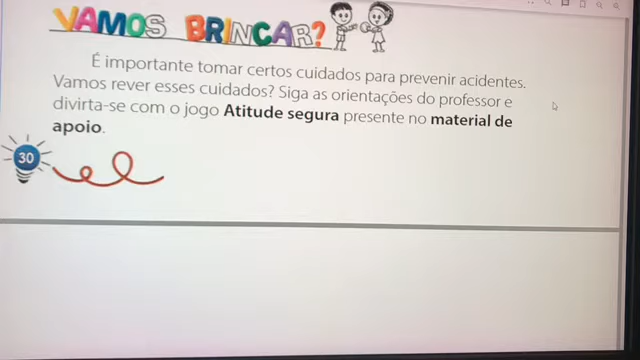 VAMOS BRINCAR?
É importante tomar certos cuidados para prevenir acidentes.
Vamos rever esses cuidados? Siga as orientações do professor e
divirta-se com o jogo Atitude segura presente no material de
apoio.
30